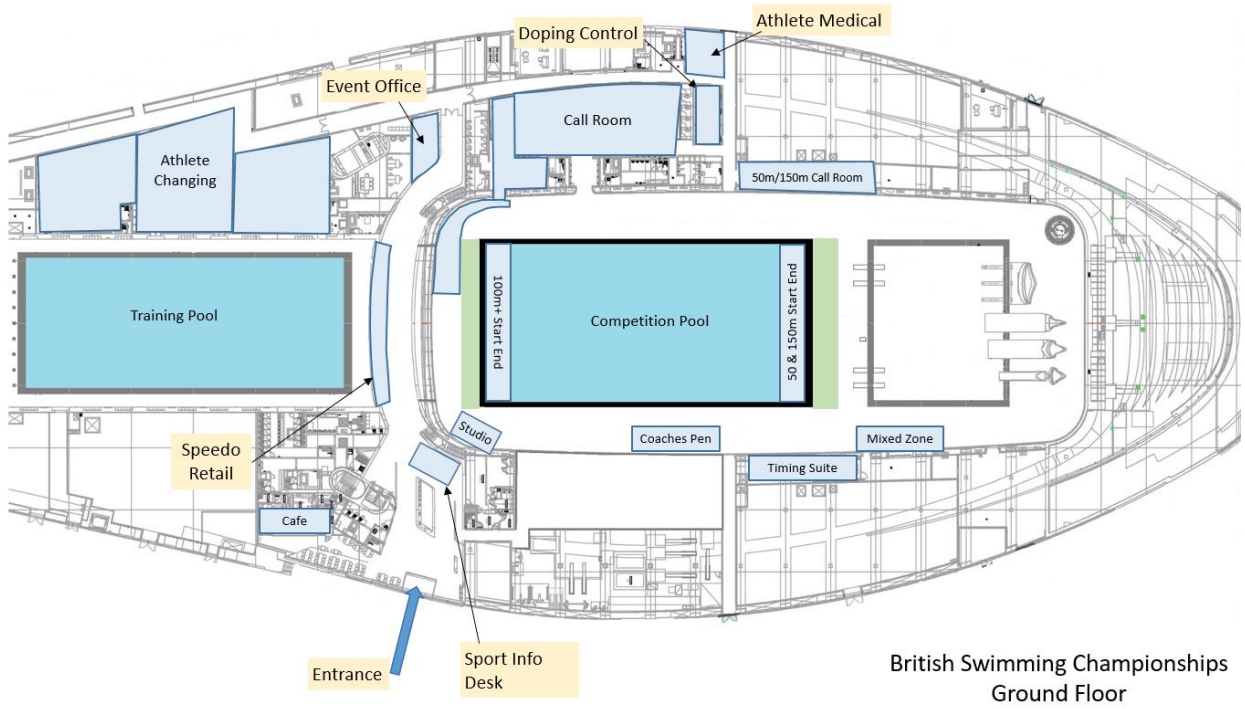 Athlete Medical
Doping Control
Event Office
Call Room
Athlete
Changing
50m/150m Call Room
Training Pool
100m+ Start End
Competition Pool
50 & 150m Start End
Studio
Coaches Pen
Mixed Zone
Speedo
Retail
Timing Suite
Cafe
Entrance
Sport Info
Desk
British Swimming Championships
Ground Floor